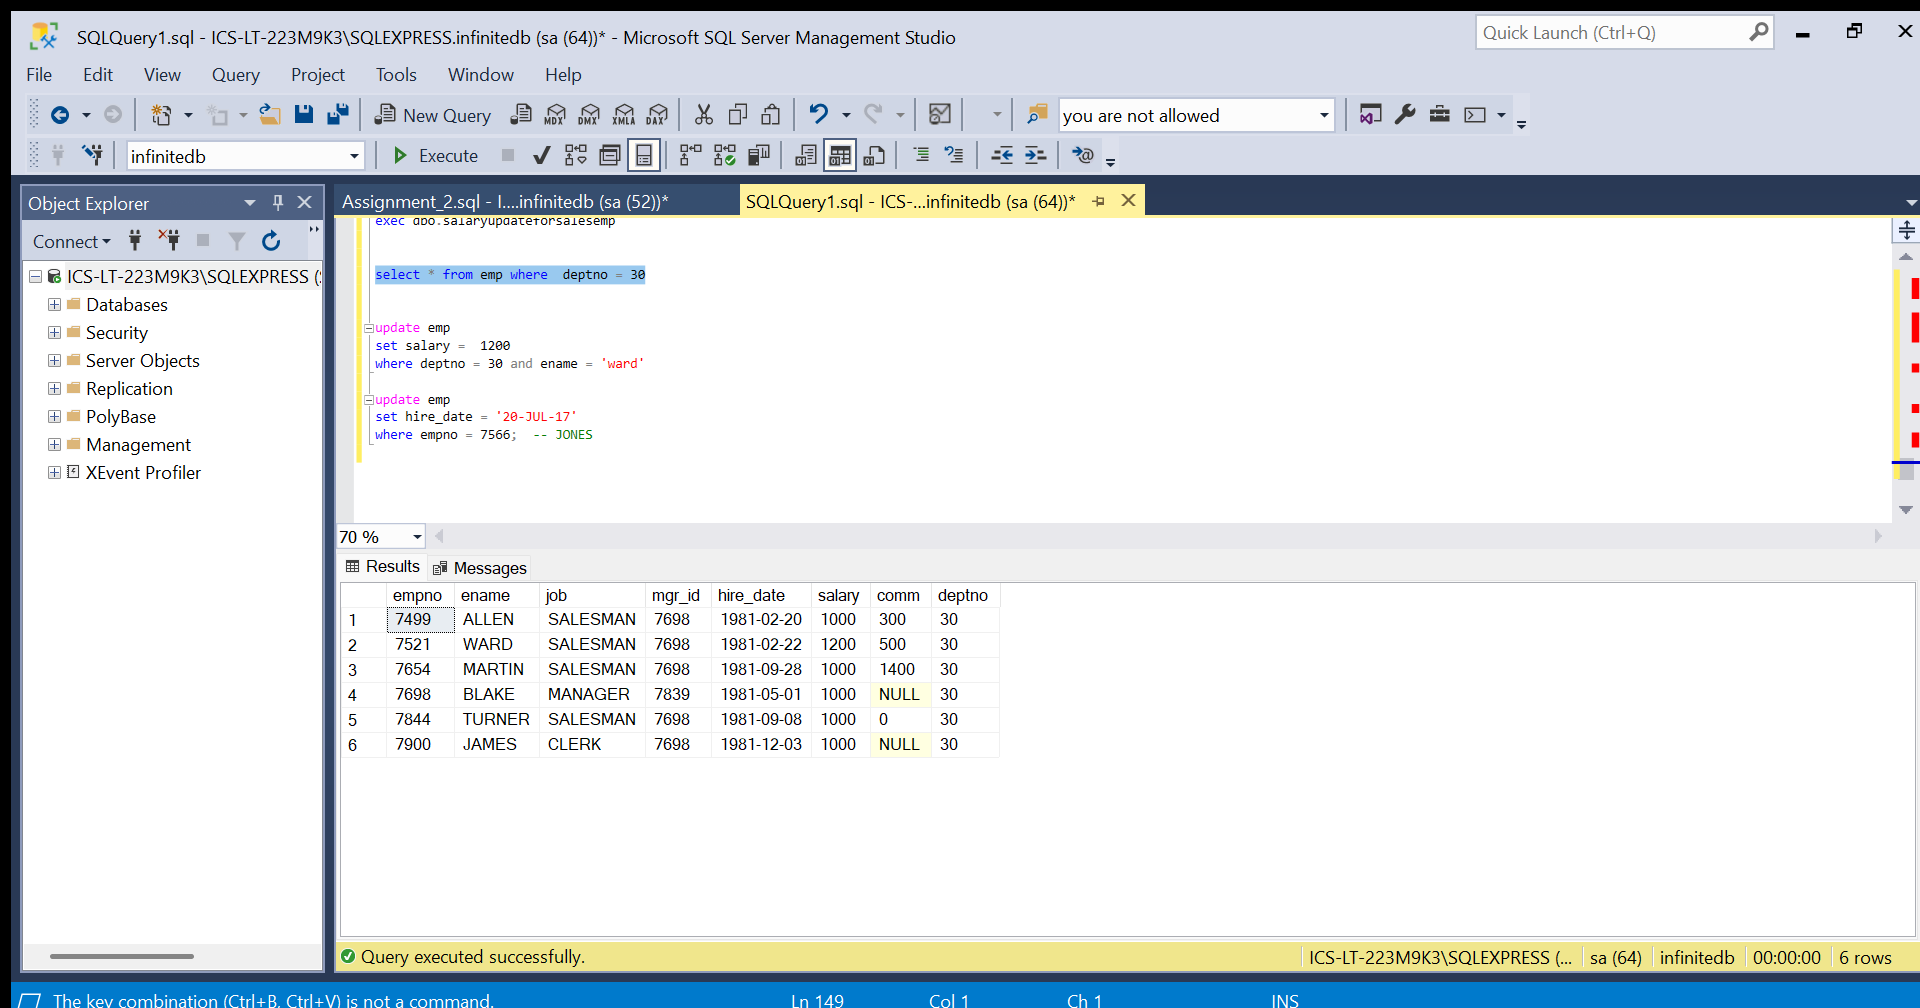 SQLQuery1.sql - ICS-LT-223M9K3\SQLEXPRESS.infinitedb (sa (64))* - Microsoft SQL Server Management Studio
Quick Launch (Ctrl+Q)
File Edit View Query Project Tools Window Help
New Query MDX DMX XMLA DAX you are not allowed
infinitedb Execute
Object Explorer
Assignment_2.sql - I....infinitedb (sa (52))*
SQLQuery1.sql - ICS-...infinitedb (sa (64))*
Connect
ICS-LT-223M9K3\SQLEXPRESS (
Databases
Security
Server Objects
Replication
PolyBase
Management
XEvent Profiler
exec dbo.salaryupdateforsalesemp
select * from emp where deptno = 30
update emp
set salary = 1200
where deptno = 30 and ename = 'ward'
update emp
set hire_date = '20-JUL-17'
where empno = 7566; -- JONES
70 %
Results Messages
empno ename job mgr_id hire_date salary comm deptno
1 7499 ALLEN SALESMAN 7698 1981-02-20 1000 300 30
2 7521 WARD SALESMAN 7698 1981-02-22 1200 500 30
3 7654 MARTIN SALESMAN 7698 1981-09-28 1000 1400 30
4 7698 BLAKE MANAGER 7839 1981-05-01 1000 NULL 30
5 7844 TURNER SALESMAN 7698 1981-09-08 1000 0 30
6 7900 JAMES CLERK 7698 1981-12-03 1000 NULL 30
Query executed successfully.
ICS-LT-223M9K3\SQLEXPRESS (... sa (64) infinitedb 00:00:00 6 rows
The key combination (Ctrl+B, Ctrl+V) is not a command. Ln 149 Col 1 Ch 1 INS